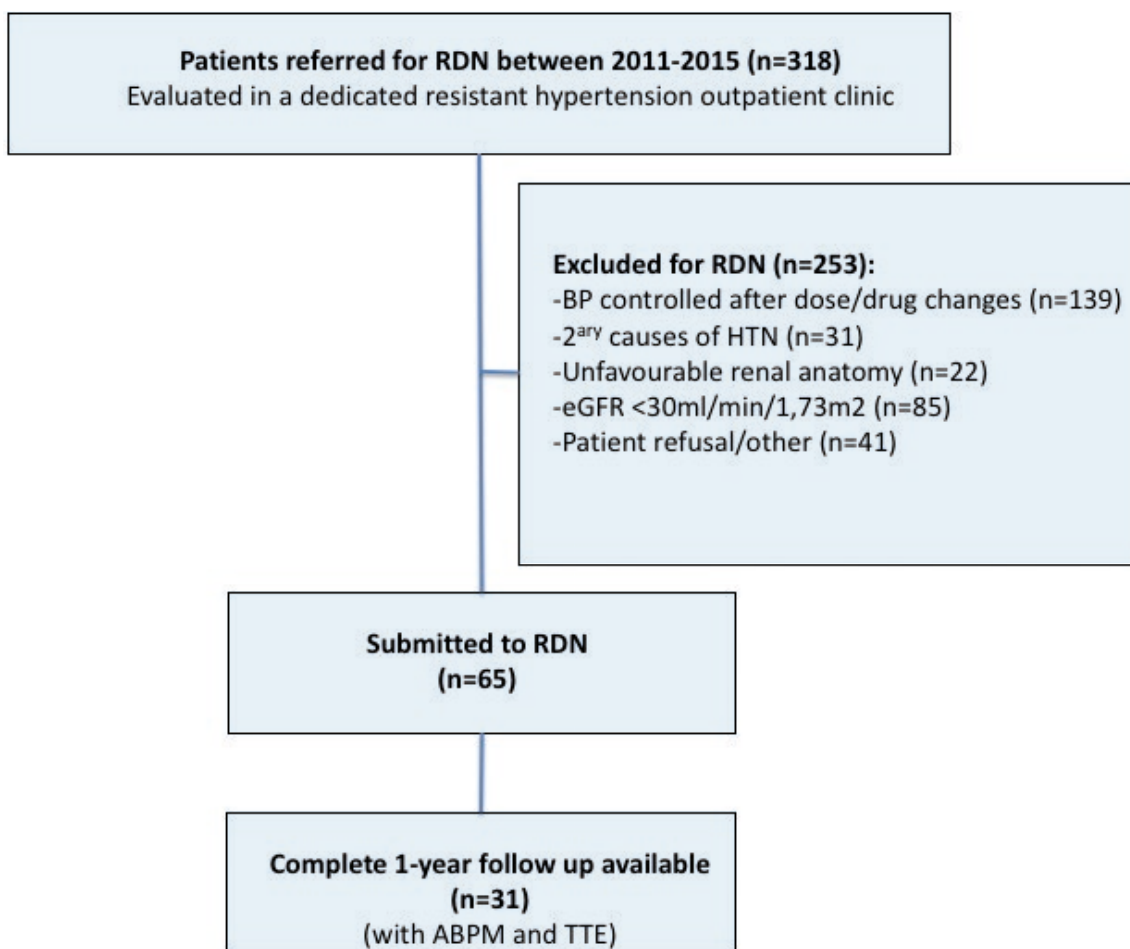 Patients referred for RDN between 2011-2015 (n=318)
Evaluated in a dedicated resistant hypertension outpatient clinic
Excluded for RDN (n=253):
-BP controlled after dose/drug changes (n=139)
-2ary causes of HTN (n=31)
-Unfavourable renal anatomy (n=22)
-eGFR <30ml/min/1,73m2 (n=85)
-Patient refusal/other (n=41)
Submitted to RDN
(n=65)
Complete 1-year follow up available
(n=31)
(with ABPM and TTE)